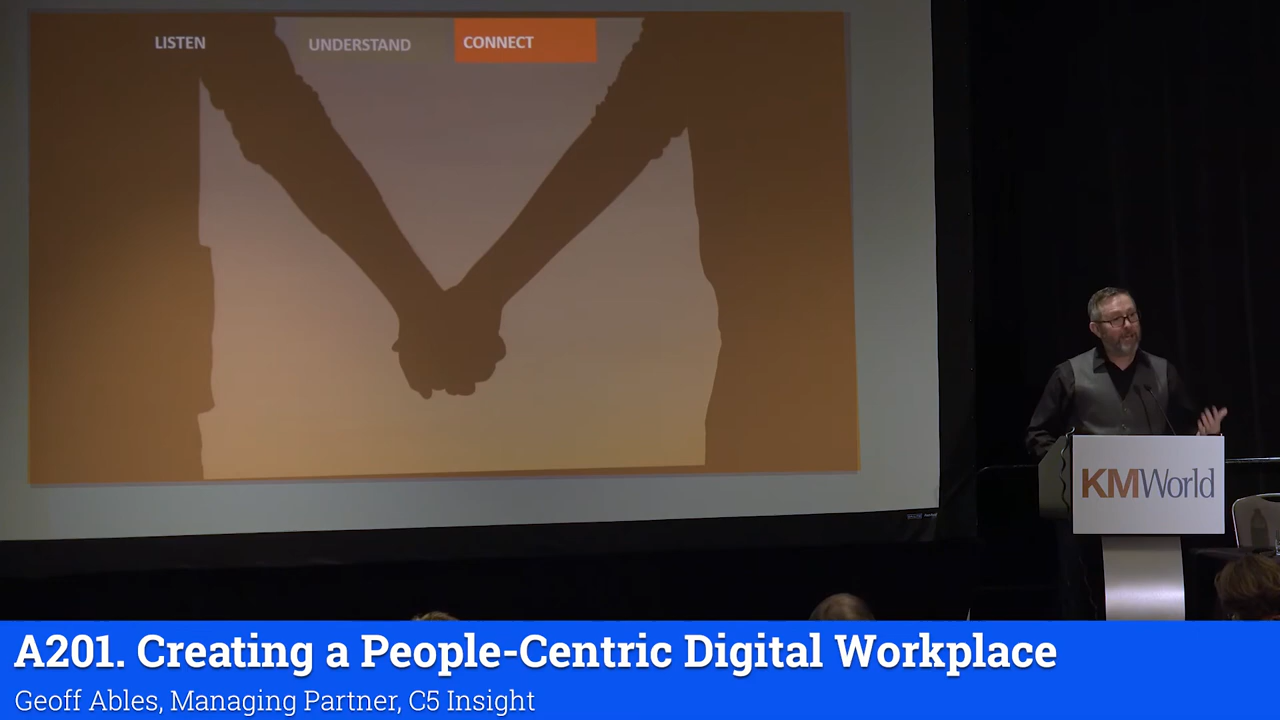 LISTEN
UNDERSTAND
CONNECT
KMWorld
A201. Creating a People-Centric Digital Workplace
Geoff Ables, Managing Partner, C5 Insight